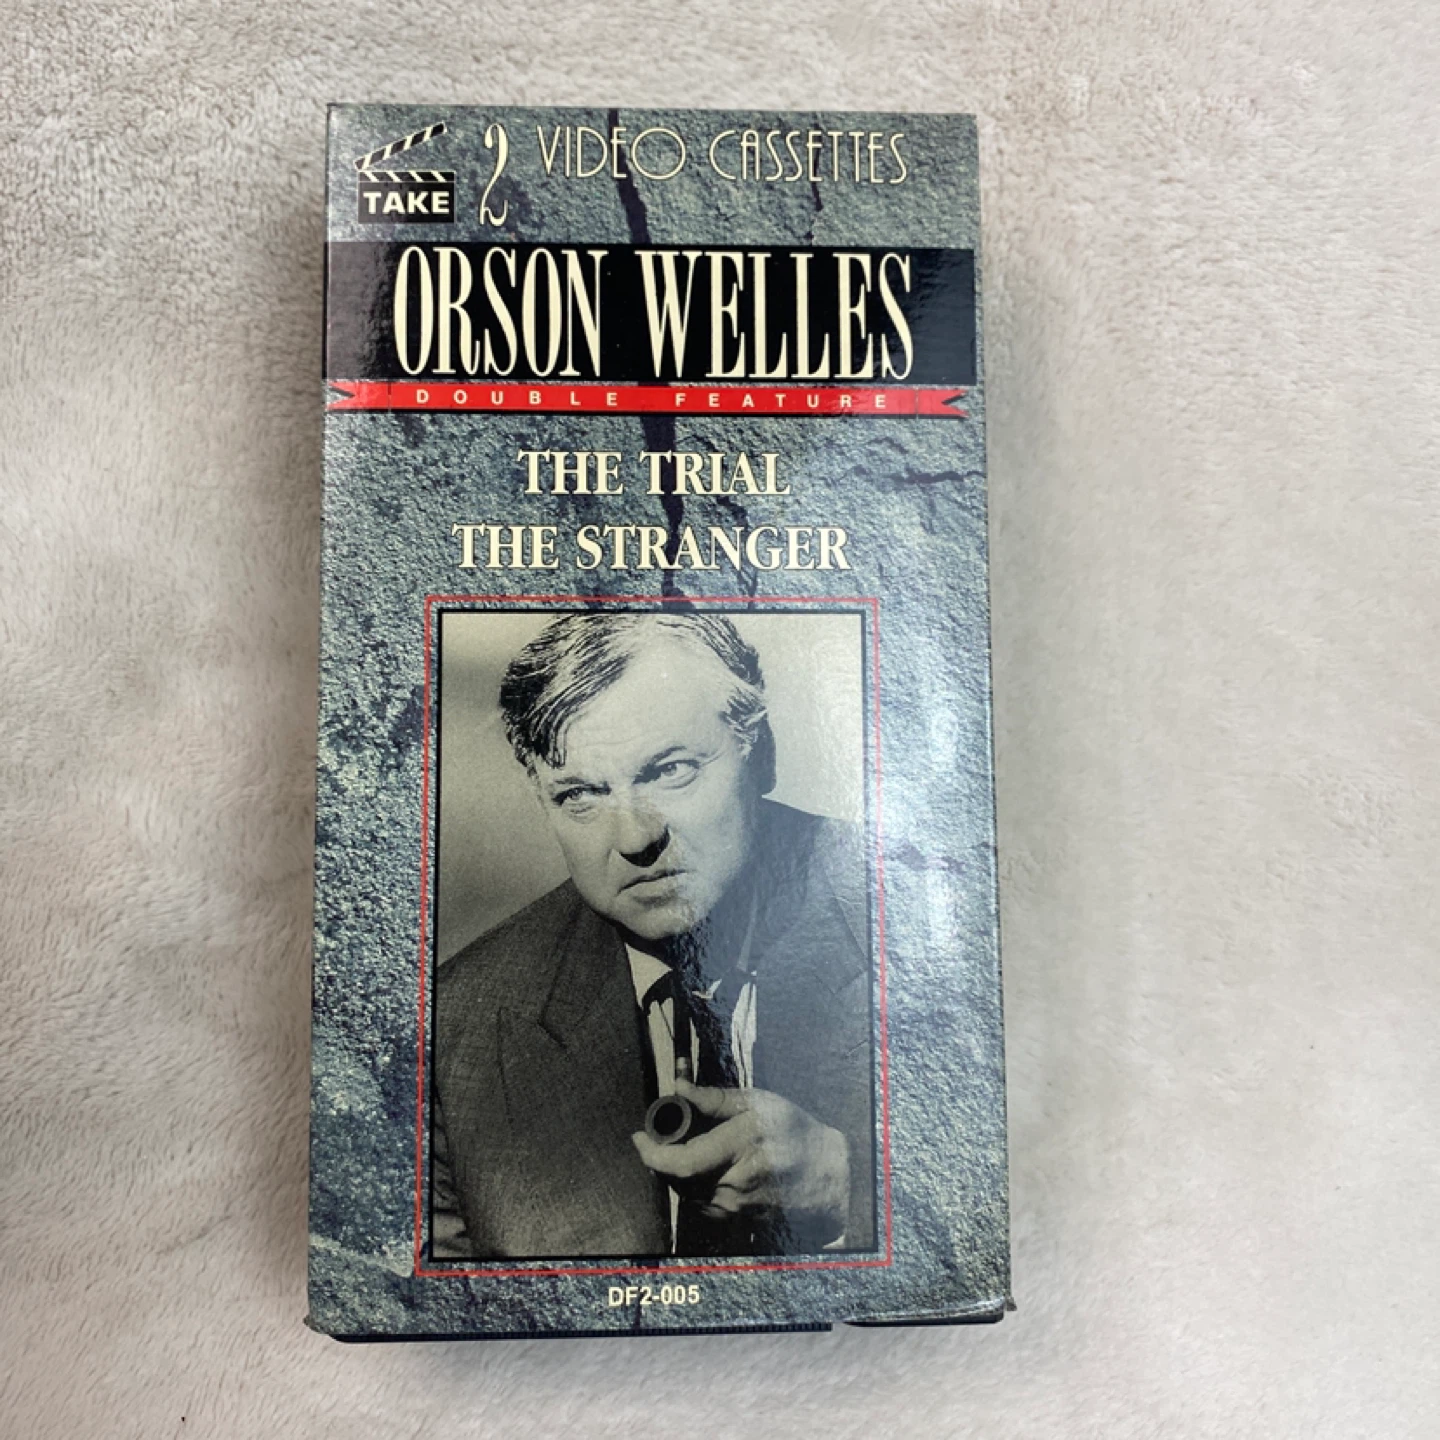 TAKE 2 VIDEO CASSETTES
ORSON WELLES
DOUBLE FEATURE
THE TRIAL
THE STRANGER
DF2-005